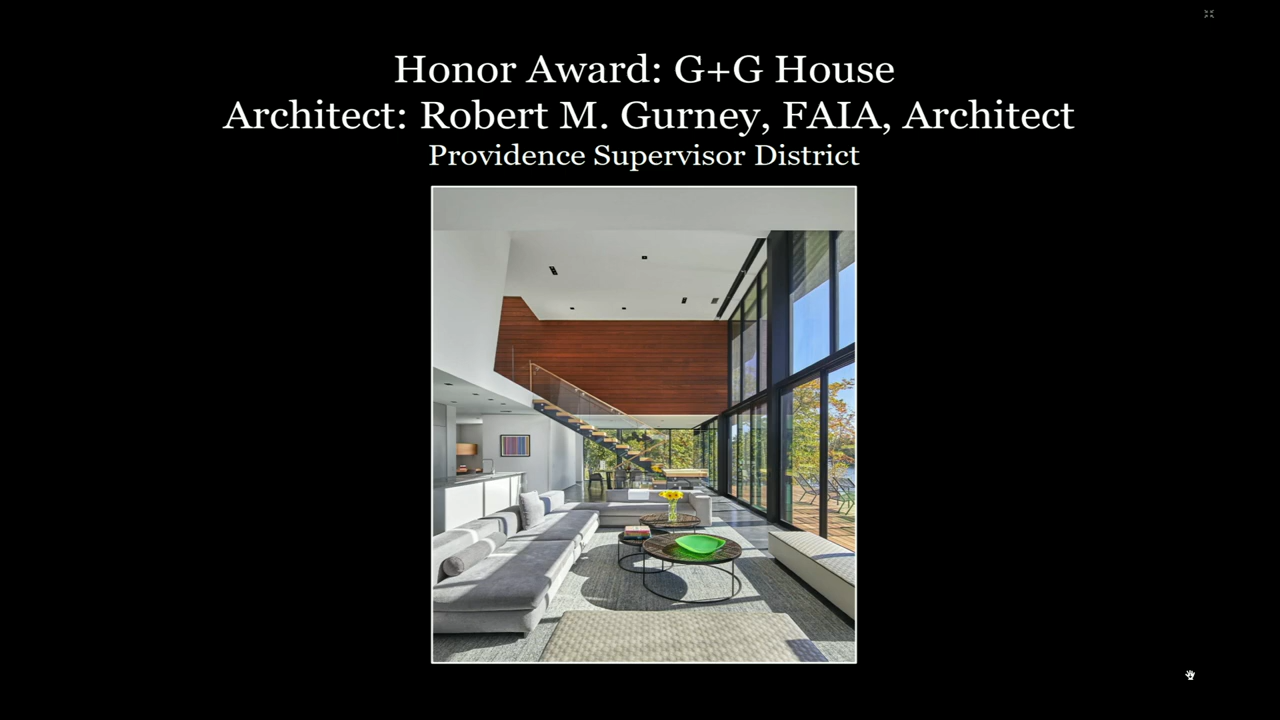 Honor Award: G+G House
Architect: Robert M. Gurney, FAIA, Architect
Providence Supervisor District